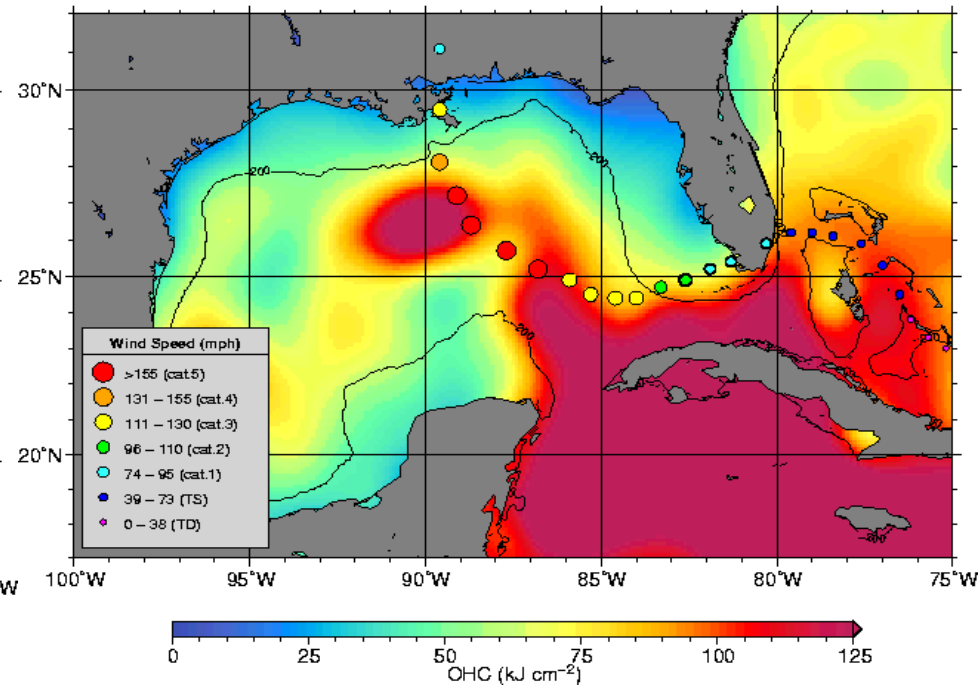 30°N
200
200
25°N
200
Wind Speed (mph)
>155 (cat.5)
131 – 155 (cat.4)
111 – 130 (cat.3)
96 – 110 (cat.2)
74 – 95 (cat.1)
39 – 73 (TS)
0 – 38 (TD)
20°N
W
100°W 95°W 90°W 85°W 80°W 75°W
0 25 50 75 100 125
OHC (kJ cm⁻²)